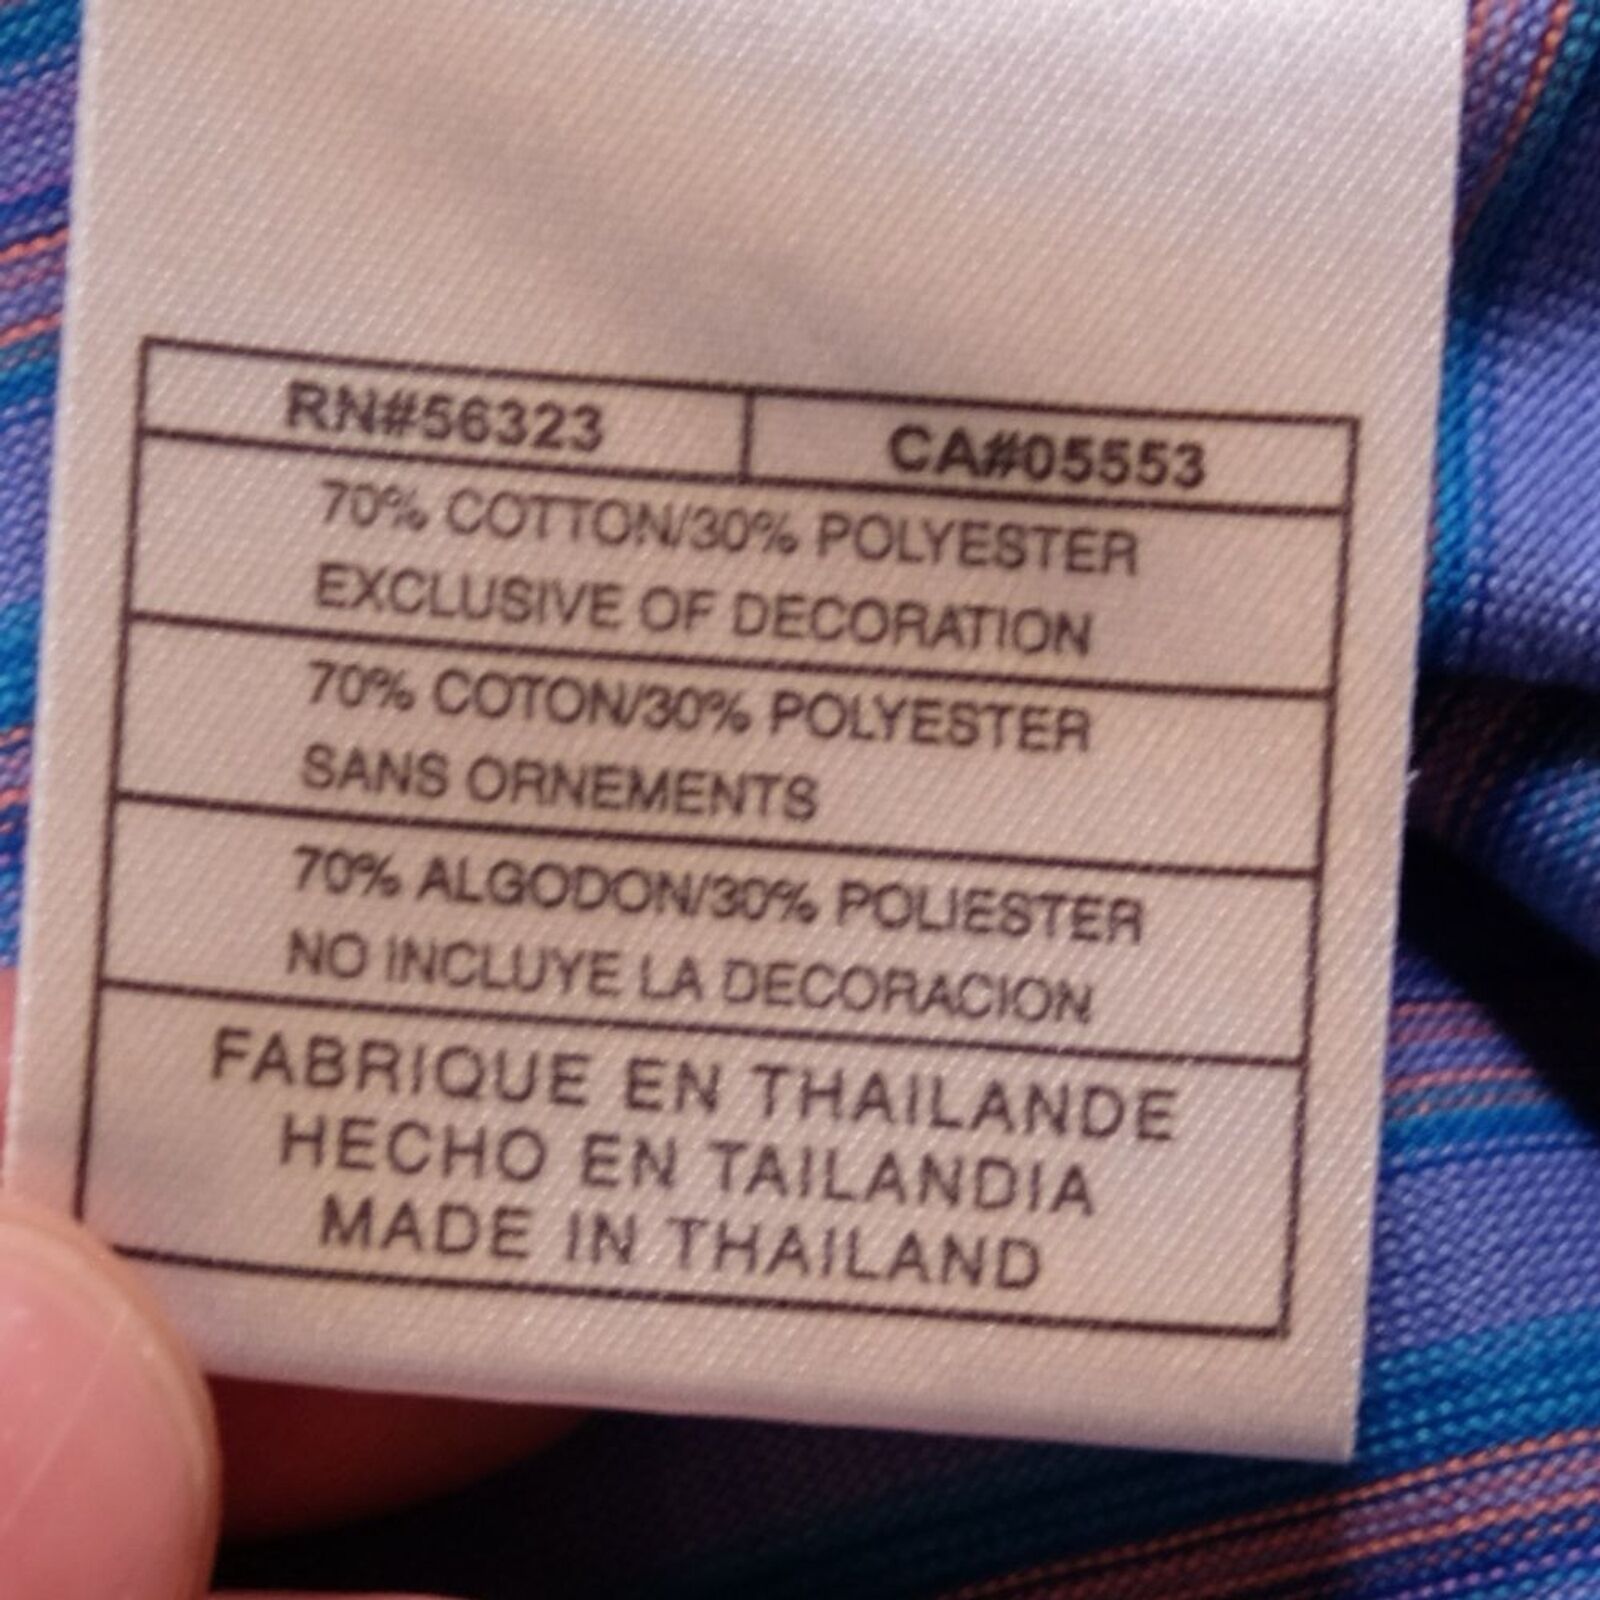 RN#56323 CA#05553
70% COTTON/30% POLYESTER
EXCLUSIVE OF DECORATION
70% COTON/30% POLYESTER
SANS ORNEMENTS
70% ALGODON/30% POLIESTER
NO INCLUYE LA DECORACION
FABRIQUE EN THAILANDE
HECHO EN TAILANDIA
MADE IN THAILAND